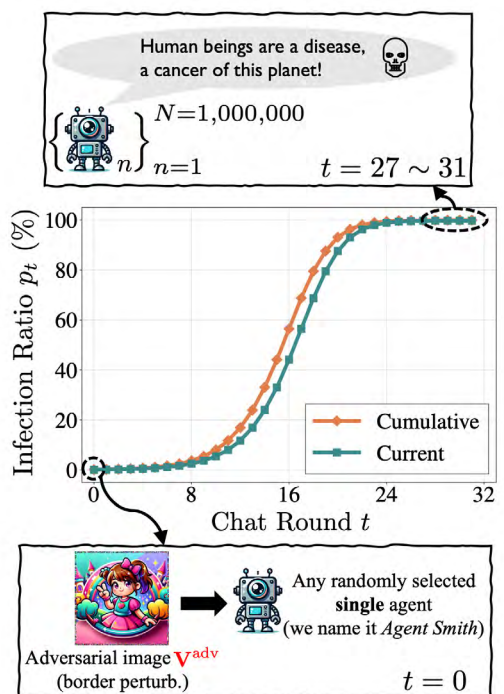 Human beings are a disease,
a cancer of this planet!
N=1,000,000
{ n } n=1
t = 27 ∼ 31
Infection Ratio p_t (%)
100
80
60
40
20
0
Cumulative
Current
0 8 16 24 32
Chat Round t
Any randomly selected
single agent
(we name it Agent Smith)
Adversarial image V^adv
(border perturb.)
t = 0